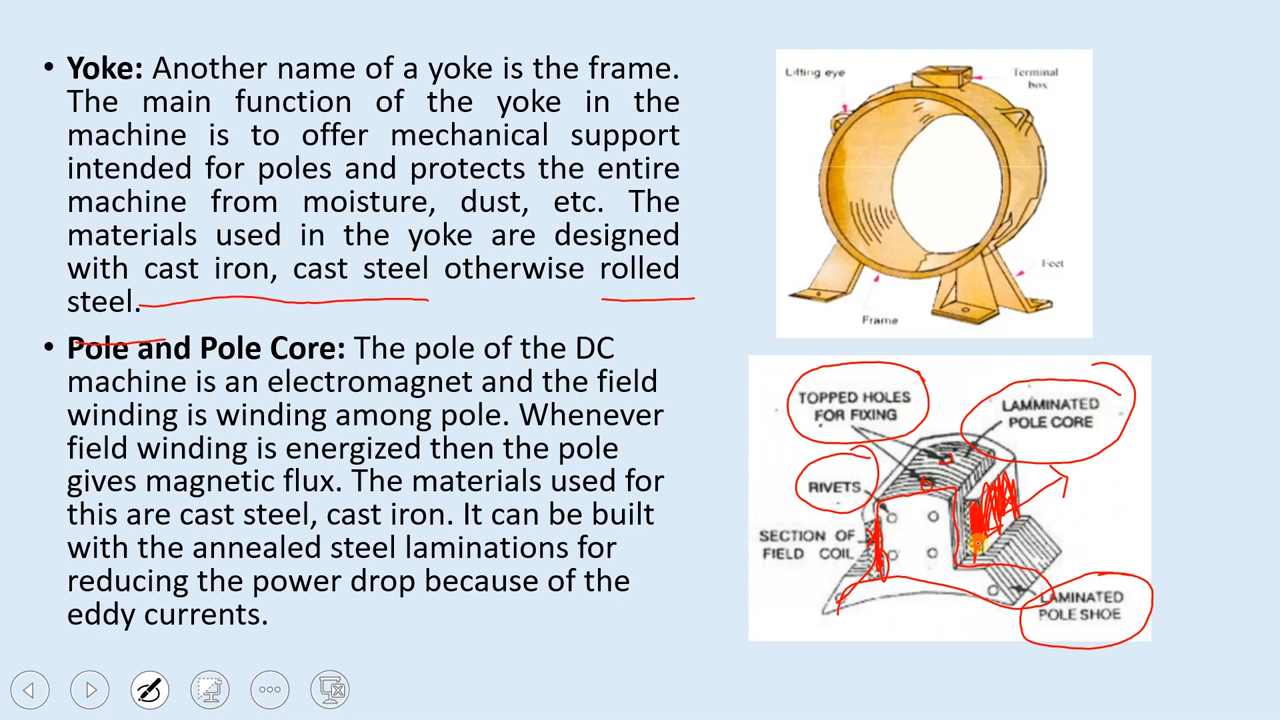 • Yoke: Another name of a yoke is the frame.
The main function of the yoke in the
machine is to offer mechanical support
intended for poles and protects the entire
machine from moisture, dust, etc. The
materials used in the yoke are designed
with cast iron, cast steel otherwise rolled
steel.
• Pole and Pole Core: The pole of the DC
machine is an electromagnet and the field
winding is winding among pole. Whenever
field winding is energized then the pole
gives magnetic flux. The materials used for
this are cast steel, cast iron. It can be built
with the annealed steel laminations for
reducing the power drop because of the
eddy currents.
Lifting eye
Terminal
box
Feet
Frame
TOPPED HOLES
FOR FIXING
LAMMINATED
POLE CORE
RIVETS
SECTION OF
FIELD COIL
LAMINATED
POLE SHOE